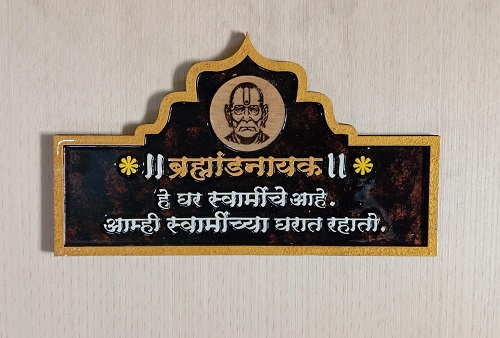 ॥ ब्रह्मांडनायक ॥
हे घर स्वामींचे आहे.
आम्ही स्वामींच्या घरात रहातो.